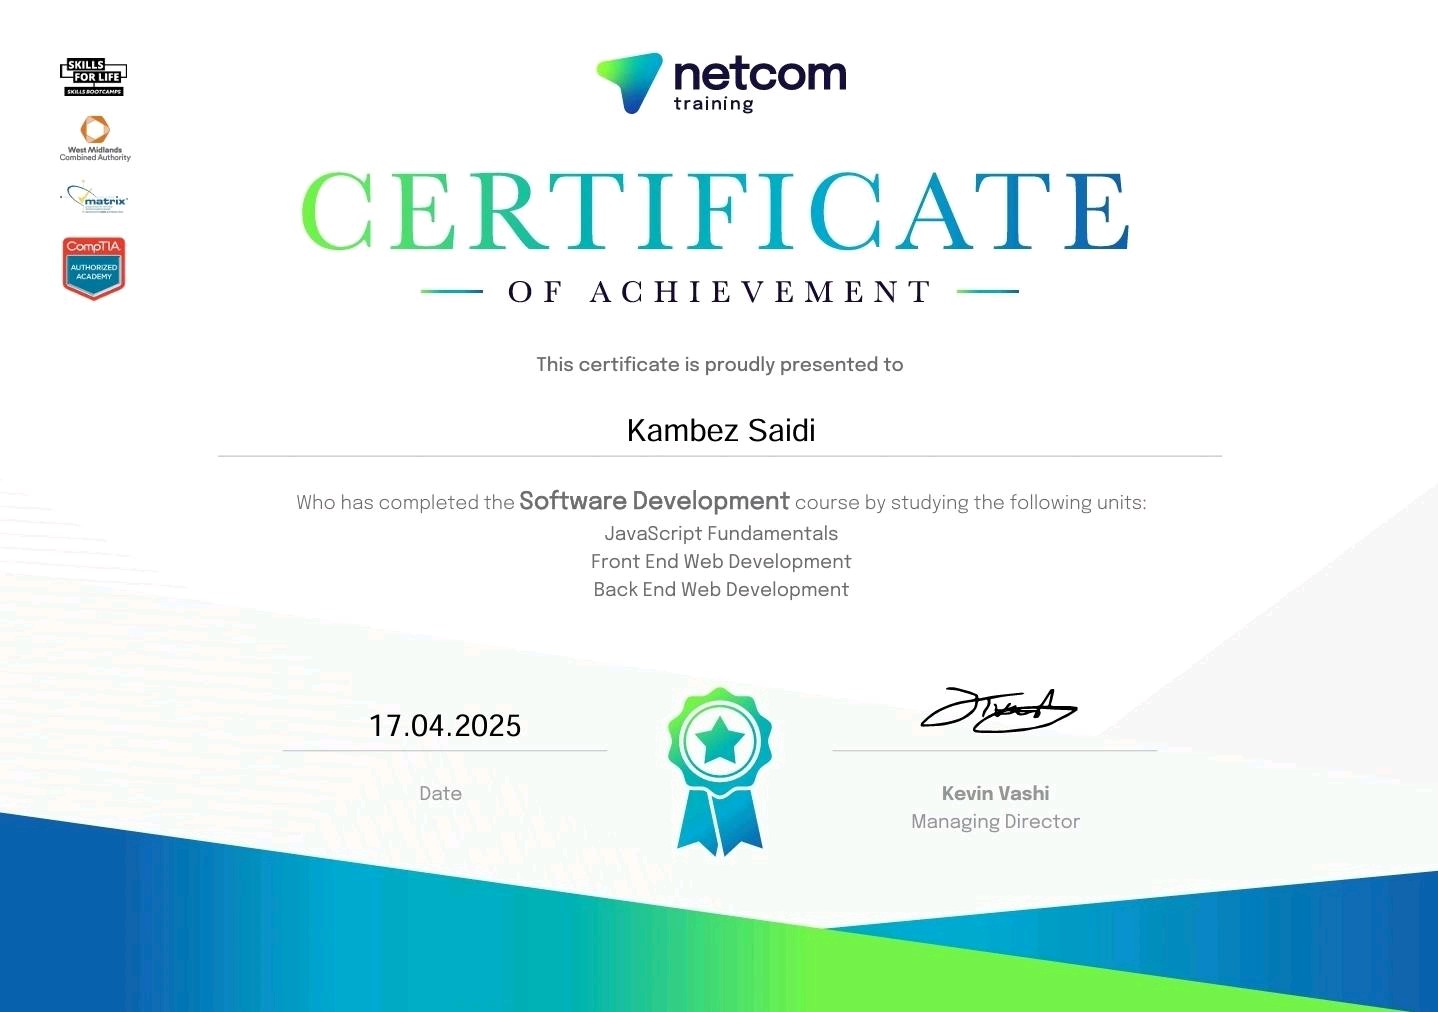 SKILLS
FOR LIFE
SKILLS BOOTCAMPS
West Midlands
Combined Authority
matrix
CompTIA
AUTHORIZED
ACADEMY
netcom
training
CERTIFICATE
OF ACHIEVEMENT
This certificate is proudly presented to
Kambez Saidi
Who has completed the Software Development course by studying the following units:
JavaScript Fundamentals
Front End Web Development
Back End Web Development
17.04.2025
Date
Kevin Vashi
Managing Director